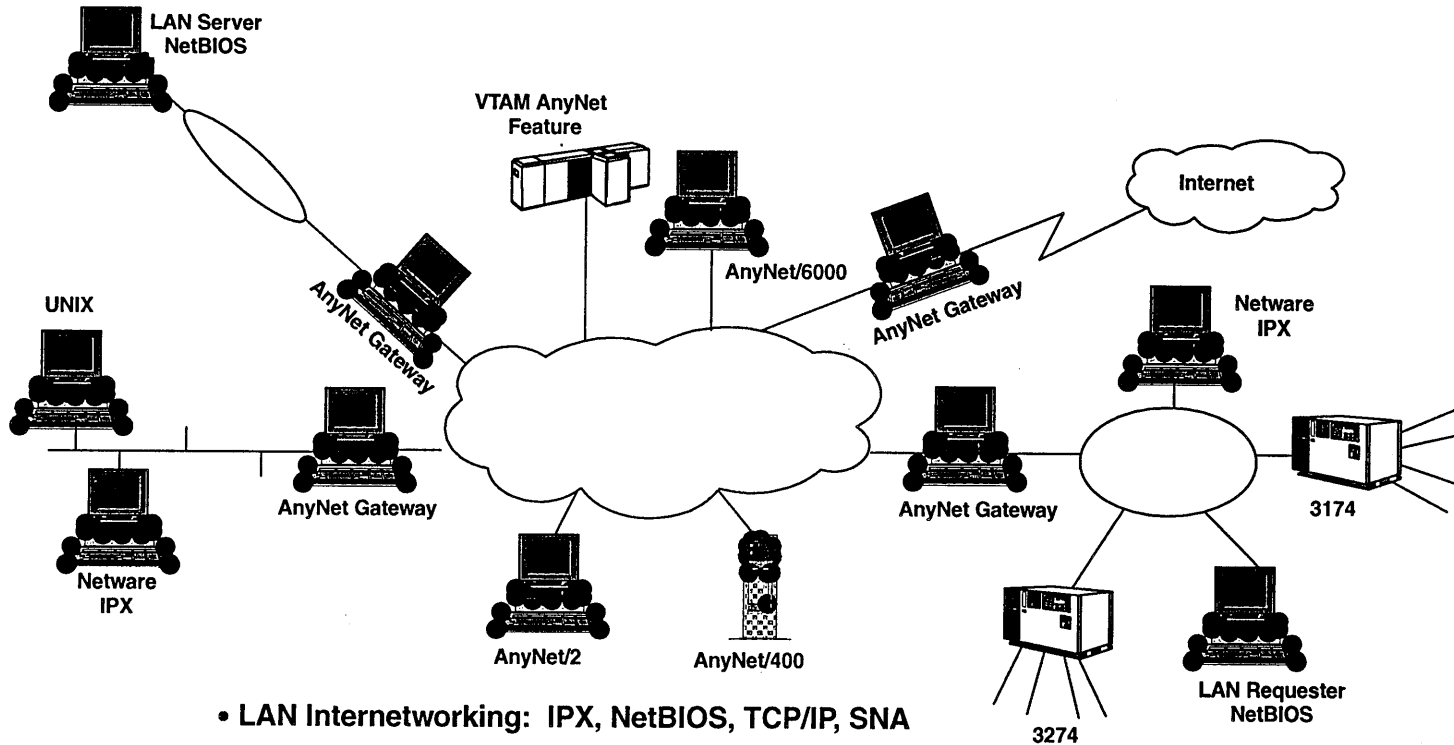 LAN Server
NetBIOS
VTAM AnyNet
Feature
Internet
AnyNet/6000
AnyNet Gateway
AnyNet Gateway
UNIX
Netware
IPX
AnyNet Gateway
AnyNet Gateway
3174
Netware
IPX
AnyNet/2
AnyNet/400
LAN Requester
NetBIOS
3274
• LAN Internetworking: IPX, NetBIOS, TCP/IP, SNA